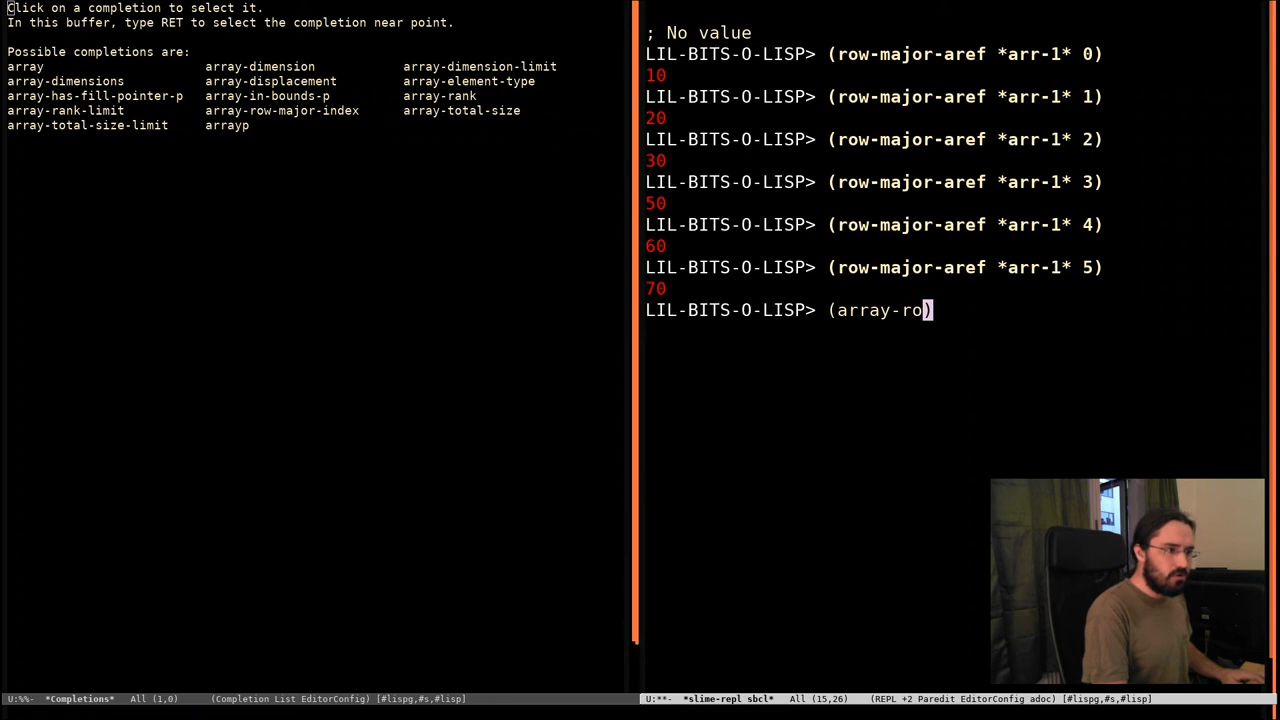 Click on a completion to select it.
In this buffer, type RET to select the completion near point.
Possible completions are:
array array-dimension array-dimension-limit
array-dimensions array-displacement array-element-type
array-has-fill-pointer-p array-in-bounds-p array-rank
array-rank-limit array-row-major-index array-total-size
array-total-size-limit arrayp
U:%%- *Completions* All (1,0) (Completion List EditorConfig) [#lispg,#s,#lisp]
; No value
LIL-BITS-O-LISP> (row-major-aref *arr-1* 0)
10
LIL-BITS-O-LISP> (row-major-aref *arr-1* 1)
20
LIL-BITS-O-LISP> (row-major-aref *arr-1* 2)
30
LIL-BITS-O-LISP> (row-major-aref *arr-1* 3)
50
LIL-BITS-O-LISP> (row-major-aref *arr-1* 4)
60
LIL-BITS-O-LISP> (row-major-aref *arr-1* 5)
70
LIL-BITS-O-LISP> (array-ro)
U:**- *slime-repl sbcl* All (15,26) (REPL +2 Paredit EditorConfig adoc) [#lispg,#s,#lisp]